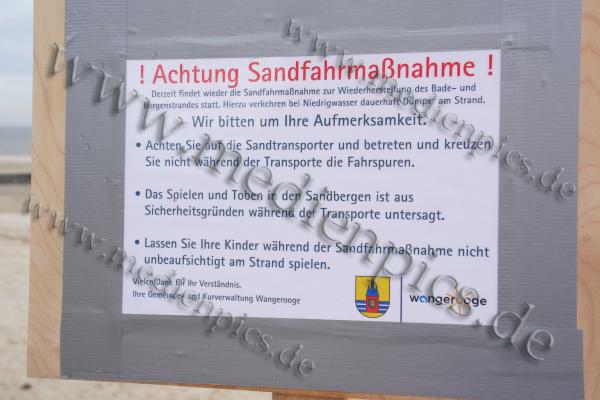 ! Achtung Sandfahrmaßnahme !
Derzeit findet wieder die Sandfahrmaßnahme zur Wiederherstellung des Bade- und
Burgenstrandes statt. Hierzu verkehren bei Niedrigwasser dauerhaft Dumper am Strand.
Wir bitten um Ihre Aufmerksamkeit.
• Achten Sie auf die Sandtransporter und betreten und kreuzen
Sie nicht während der Transporte die Fahrspuren.
• Das Spielen und Toben in den Sandbergen ist aus
Sicherheitsgründen während der Transporte untersagt.
• Lassen Sie Ihre Kinder während der Sandfahrmaßnahme nicht
unbeaufsichtigt am Strand spielen.
Vielen Dank für Ihr Verständnis.
Ihre Gemeinde- und Kurverwaltung Wangerooge
wangerooge
www.medienpics.de
www.medienpics.de
www.medienpics.de